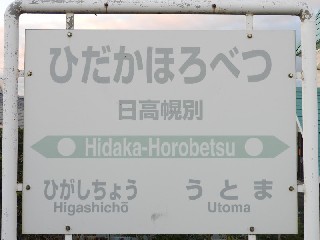 ひだかほろべつ
日高幌別
Hidaka-Horobetsu
ひがしちょう うとま
Higashichō Utoma